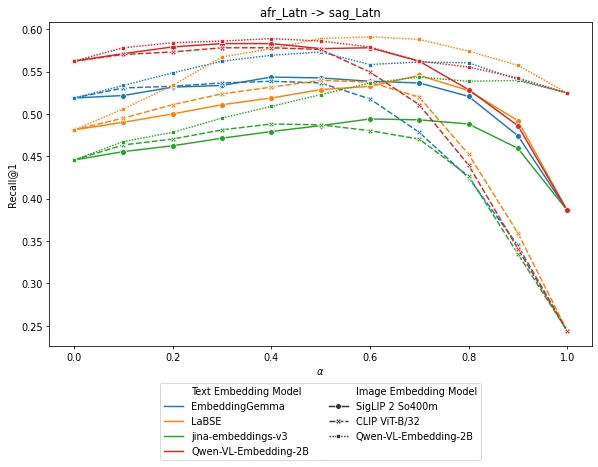 afr_Latn -> sag_Latn
0.60
0.55
0.50
0.45
0.40
0.35
0.30
0.25
Recall@1
0.0 0.2 0.4 0.6 0.8 1.0
α
Text Embedding Model Image Embedding Model
EmbeddingGemma SigLIP 2 So400m
LaBSE CLIP ViT-B/32
jina-embeddings-v3 Qwen-VL-Embedding-2B
Qwen-VL-Embedding-2B